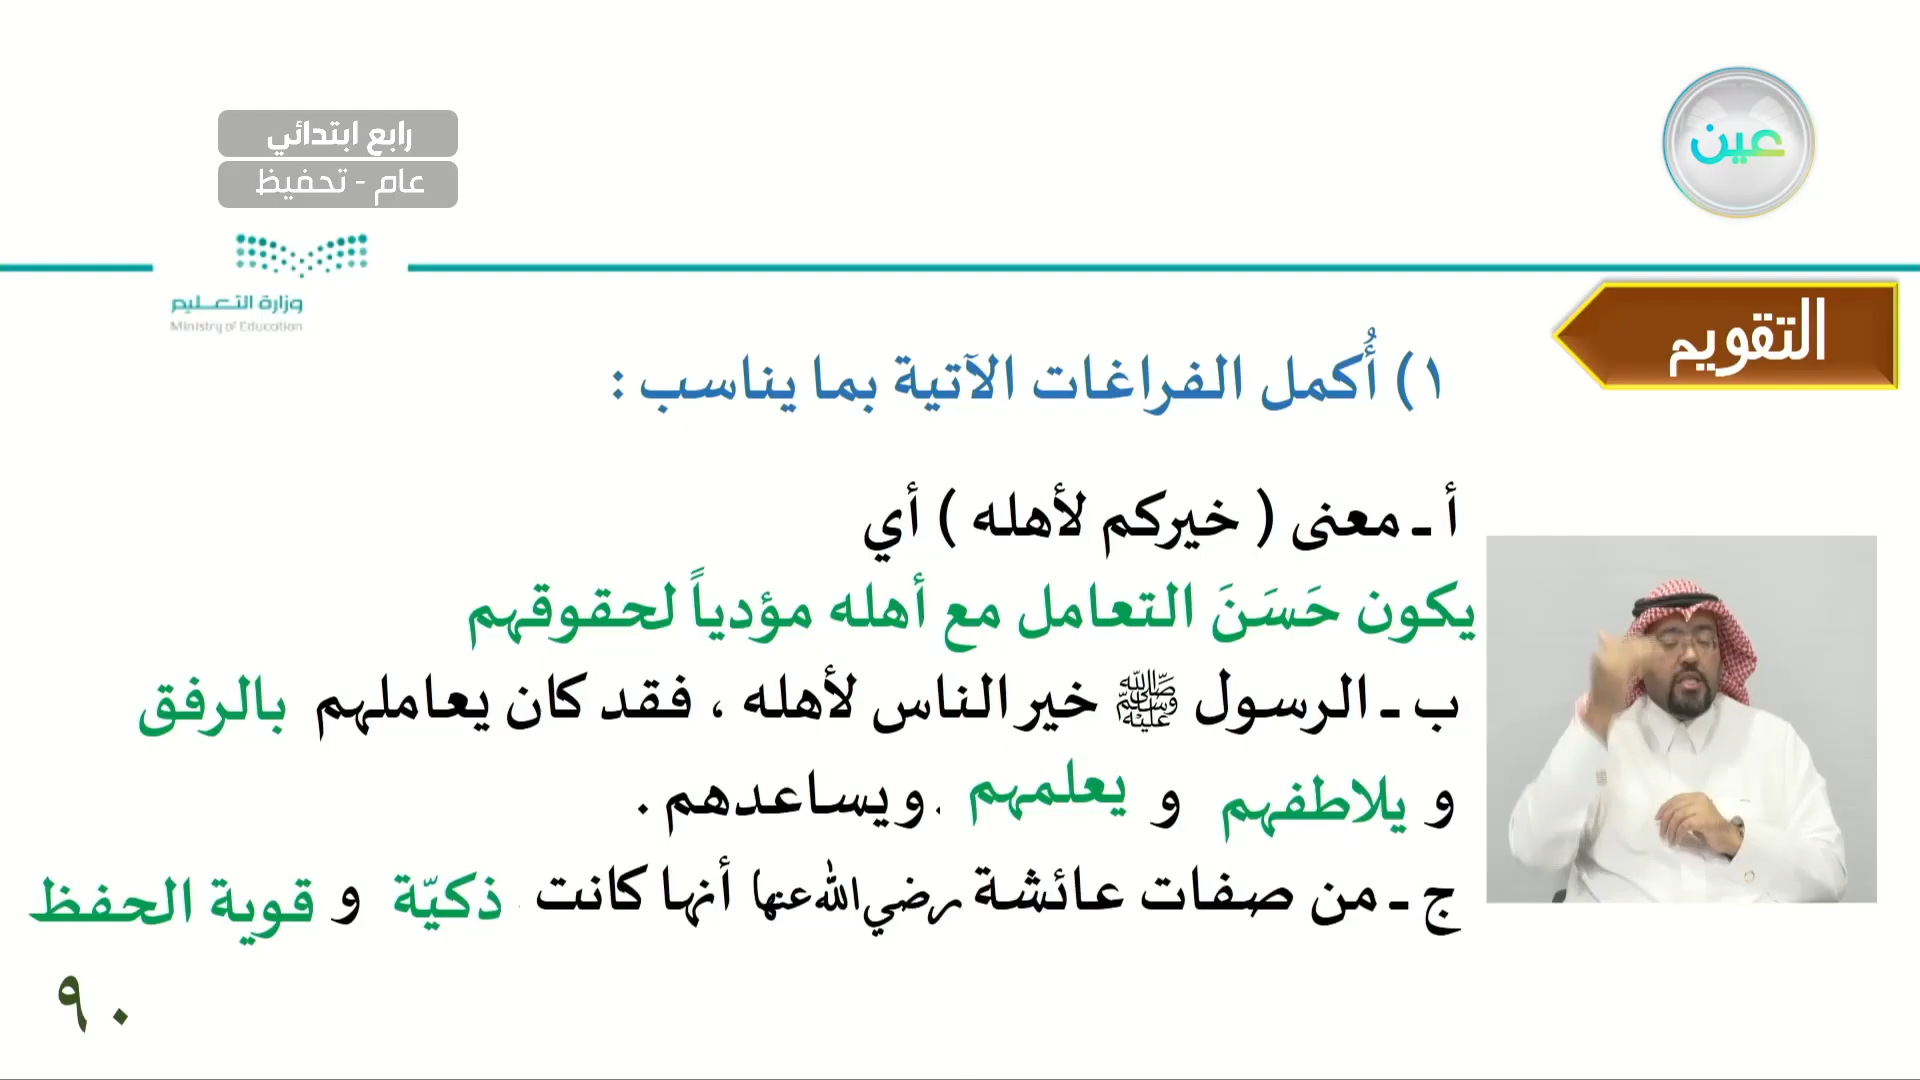 عين
رابع ابتدائي
عام - تحفيظ
وزارة التعليم
Ministry of Education
التقويم
١) أُكمل الفراغات الآتية بما يناسب :
أ ـ معنى ( خيركم لأهله ) أي
يكون حَسَنَ التعامل مع أهله مؤدياً لحقوقهم
ب ـ الرسول ﷺ خير الناس لأهله ، فقد كان يعاملهم بالرفق
و يلاطفهم و يعلمهم . و يساعدهم .
ج ـ من صفات عائشة رضي الله عنها أنها كانت ذكيّة و قوية الحفظ
٩٠